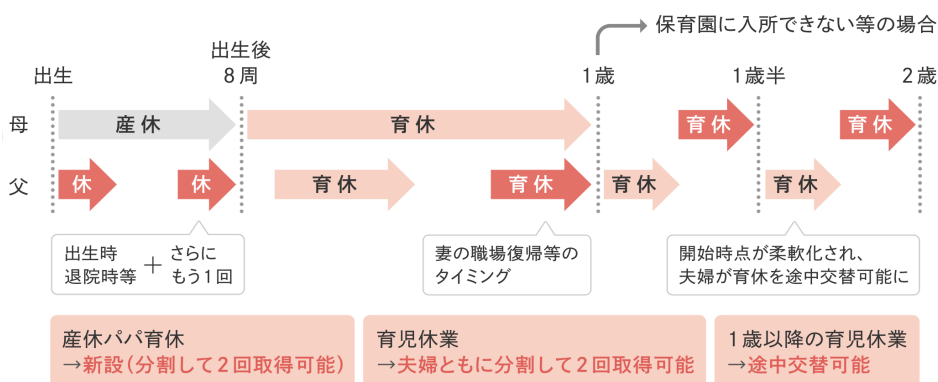 保育園に入所できない等の場合
出生
出生後
8周
1歳
1歳半
2歳
母
産休
育休
育休
育休
父
休
休
育休
育休
育休
育休
出生時
退院時等
+
さらに
もう1回
妻の職場復帰等の
タイミング
開始時点が柔軟化され、
夫婦が育休を途中交替可能に
産休パパ育休
→新設(分割して2回取得可能)
育児休業
→夫婦ともに分割して2回取得可能
1歳以降の育児休業
→途中交替可能